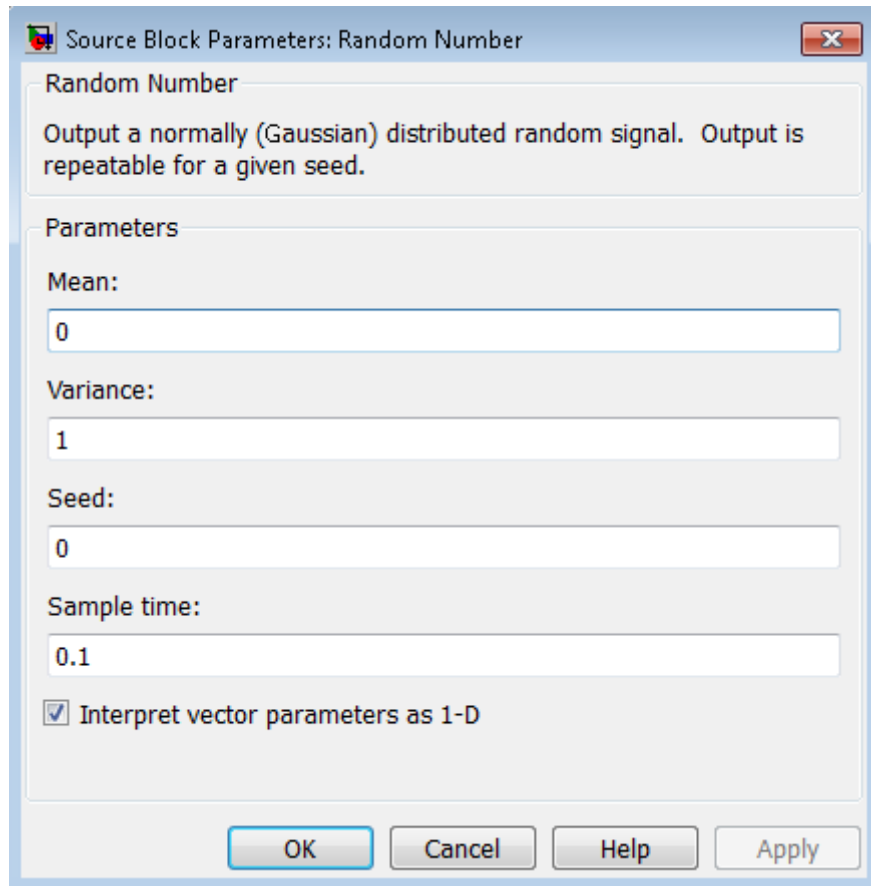 Source Block Parameters: Random Number
Random Number
Output a normally (Gaussian) distributed random signal.  Output is
repeatable for a given seed.
Parameters
Mean:
0
Variance:
1
Seed:
0
Sample time:
0.1
Interpret vector parameters as 1-D
OK Cancel Help Apply